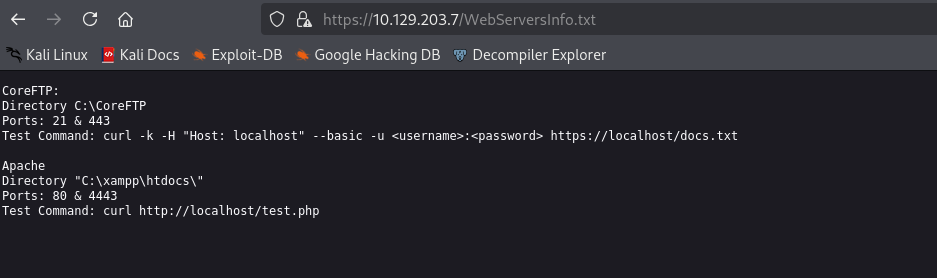 https://10.129.203.7/WebServersInfo.txt
Kali Linux Kali Docs Exploit-DB Google Hacking DB Decompiler Explorer
CoreFTP:
Directory C:\CoreFTP
Ports: 21 & 443
Test Command: curl -k -H "Host: localhost" --basic -u <username>:<password> https://localhost/docs.txt
Apache
Directory "C:\xampp\htdocs\"
Ports: 80 & 4443
Test Command: curl http://localhost/test.php